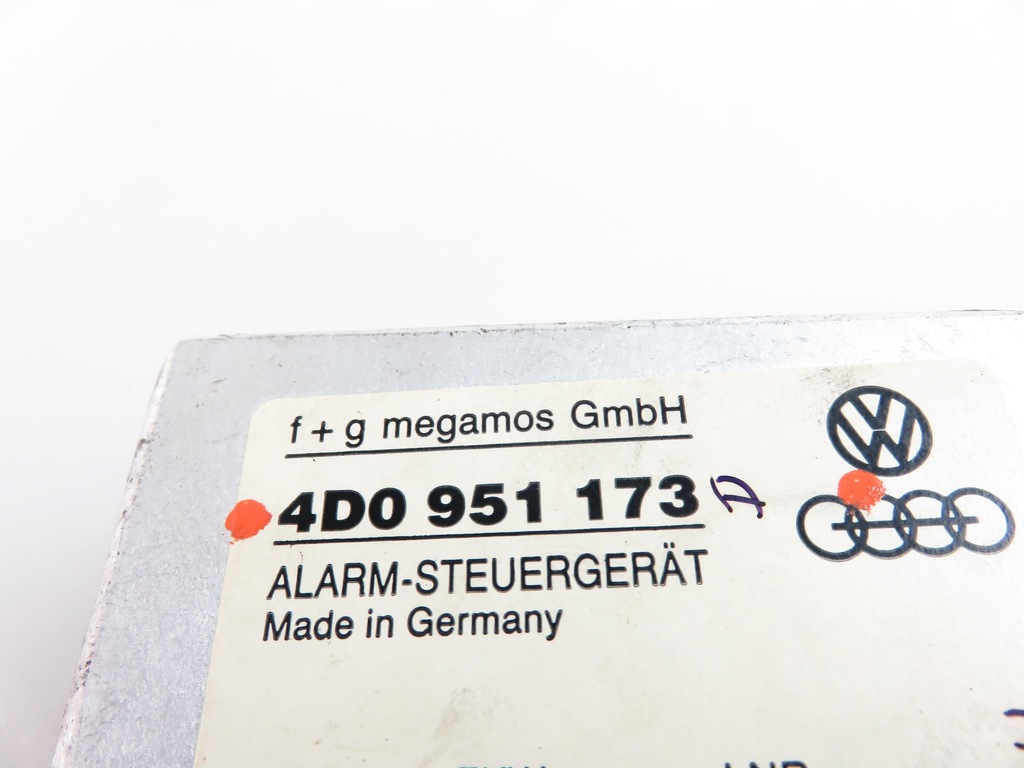 f + g megamos GmbH
4D0 951 173 A
ALARM-STEUERGERÄT
Made in Germany